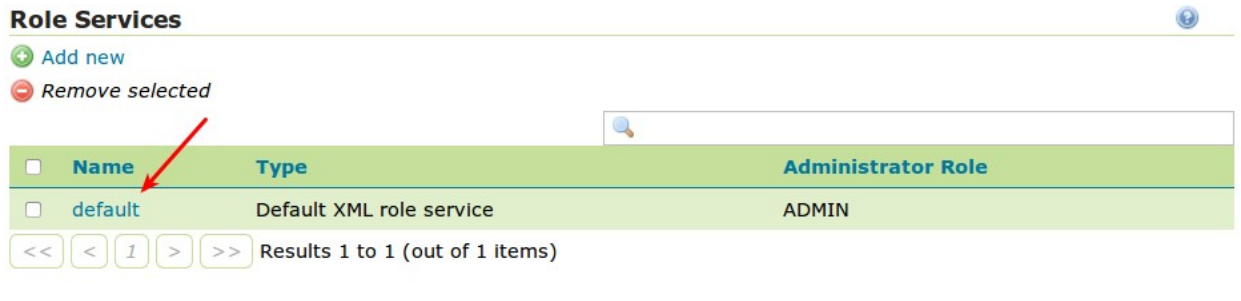 Role Services
Add new
Remove selected
Name Type Administrator Role
default Default XML role service ADMIN
<< < 1 > >> Results 1 to 1 (out of 1 items)